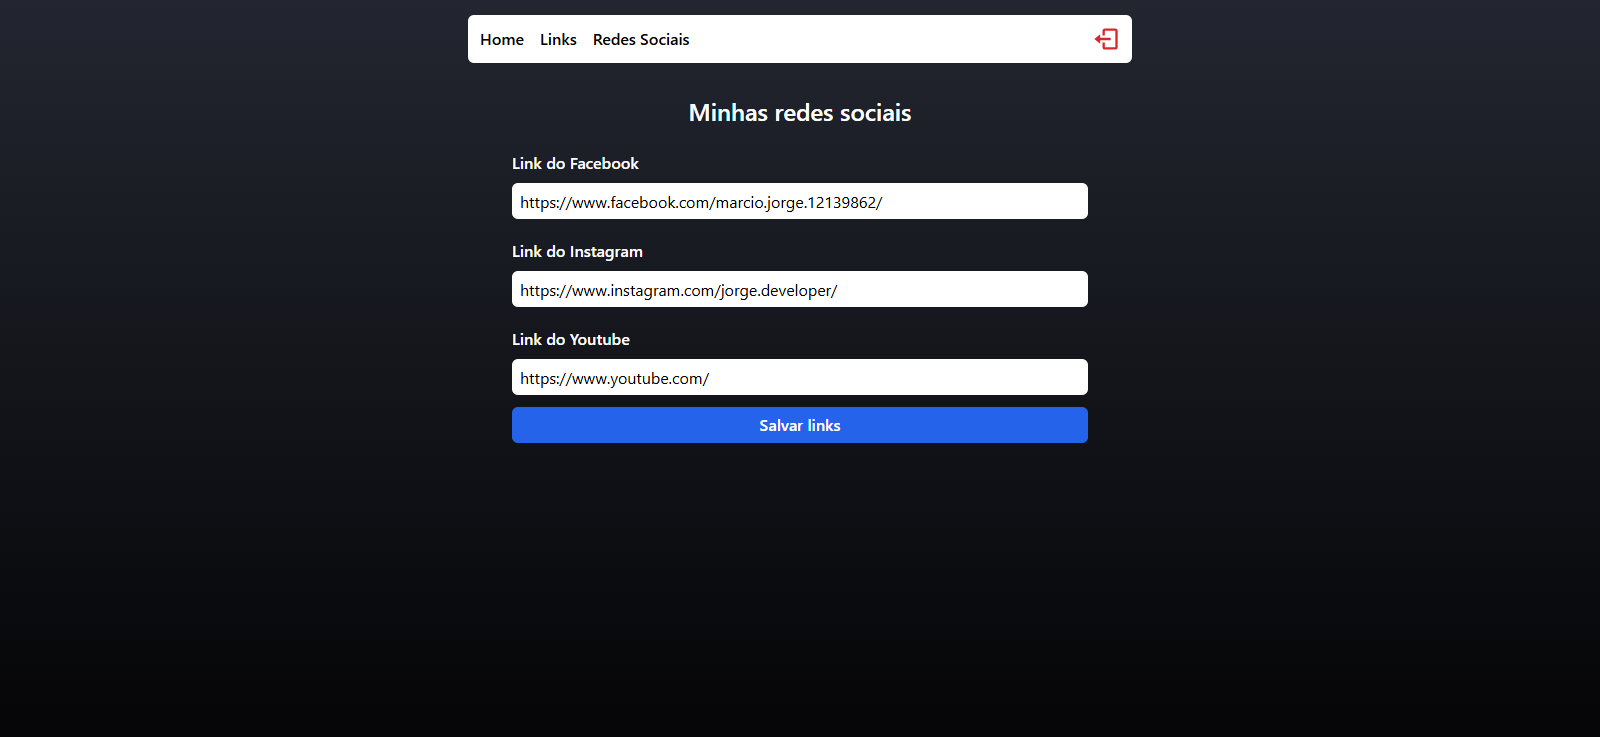 Home Links Redes Sociais
Minhas redes sociais
Link do Facebook
https://www.facebook.com/marcio.jorge.12139862/
Link do Instagram
https://www.instagram.com/jorge.developer/
Link do Youtube
https://www.youtube.com/
Salvar links